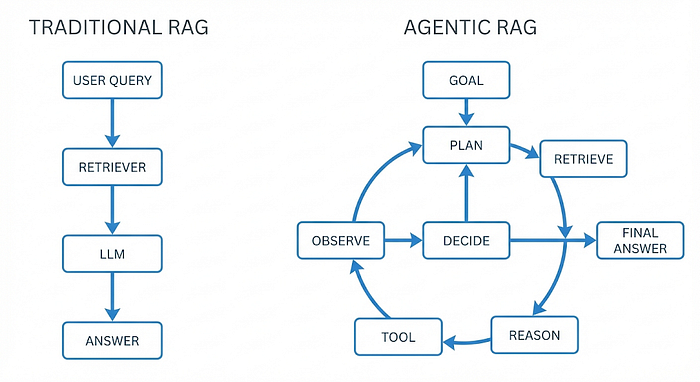 TRADITIONAL RAG
USER QUERY
RETRIEVER
LLM
ANSWER
AGENTIC RAG
GOAL
PLAN
RETRIEVE
OBSERVE
DECIDE
FINAL
ANSWER
TOOL
REASON